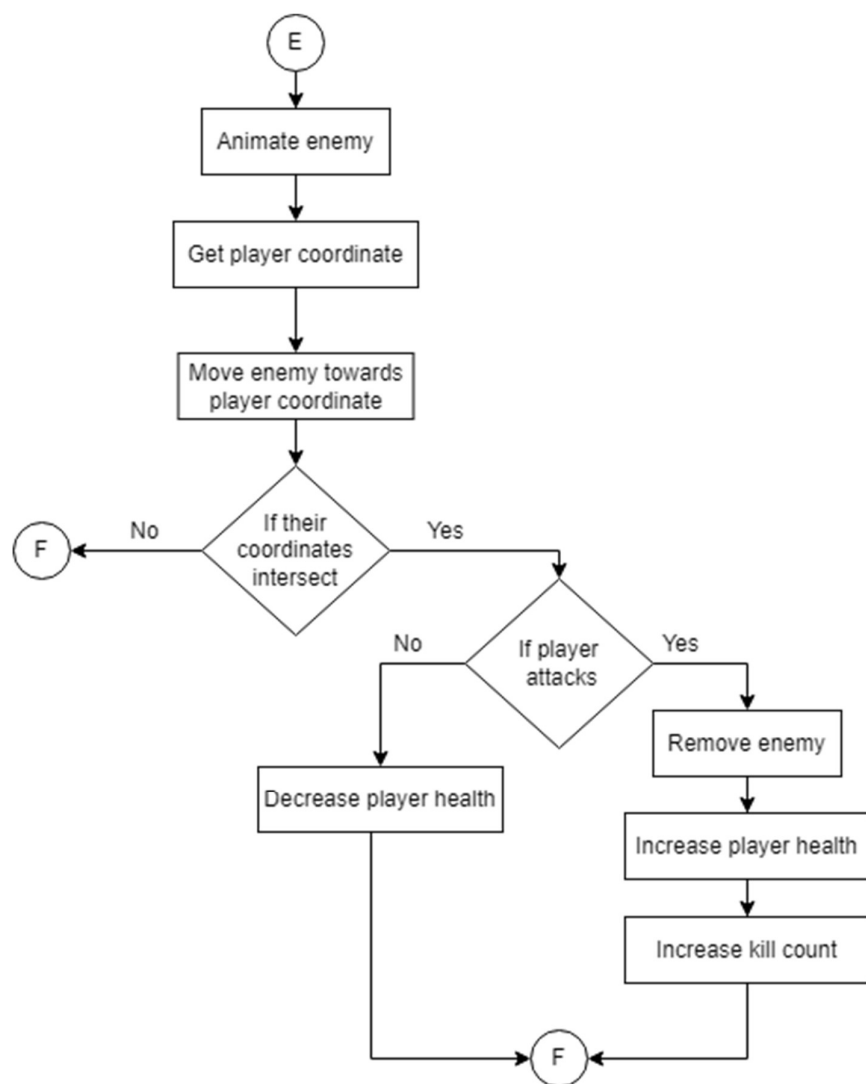 E
Animate enemy
Get player coordinate
Move enemy towards
player coordinate
If their
coordinates
intersect
No
Yes
F
If player
attacks
No
Yes
Remove enemy
Decrease player health
Increase player health
Increase kill count
F